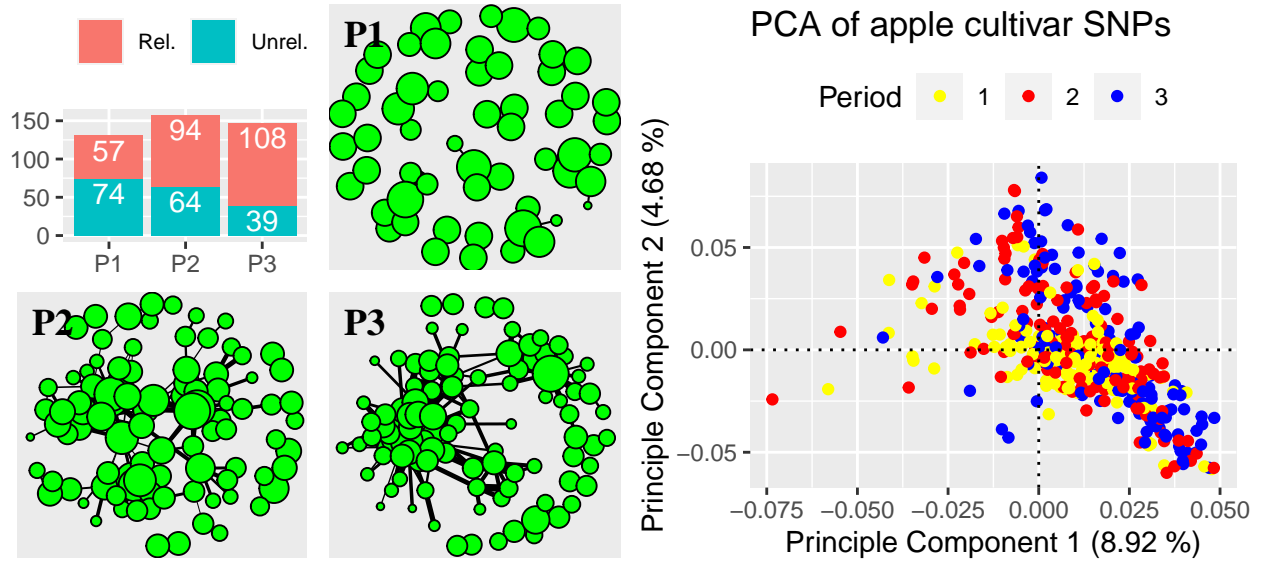 Rel. Unrel.
150
100
50
0
57 94 108
74 64 39
P1 P2 P3
P1
P2
P3
PCA of apple cultivar SNPs
Period 1 2 3
Principle Component 2 (4.68 %)
0.05
0.00
−0.05
−0.075 −0.050 −0.025 0.000 0.025 0.050
Principle Component 1 (8.92 %)